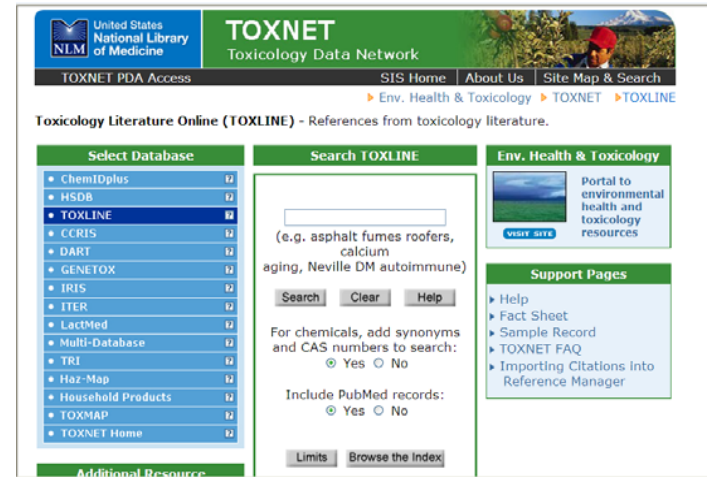 United States
National Library
of Medicine
NLM
TOXNET
Toxicology Data Network
TOXNET PDA Access
SIS Home | About Us | Site Map & Search
Env. Health & Toxicology TOXNET TOXLINE
Toxicology Literature Online (TOXLINE) - References from toxicology literature.
Select Database
ChemIDplus ?
HSDB ?
TOXLINE ?
CCRIS ?
DART ?
GENETOX ?
IRIS ?
ITER ?
LactMed ?
Multi-Database ?
TRI ?
Haz-Map ?
Household Products ?
TOXMAP ?
TOXNET Home ?
Additional Resource
Search TOXLINE
(e.g. asphalt fumes roofers,
calcium
aging, Neville DM autoimmune)
Search Clear Help
For chemicals, add synonyms
and CAS numbers to search:
Yes No
Include PubMed records:
Yes No
Limits Browse the Index
Env. Health & Toxicology
Portal to
environmental
health and
toxicology
resources
VISIT SITE
Support Pages
Help
Fact Sheet
Sample Record
TOXNET FAQ
Importing Citations into
Reference Manager